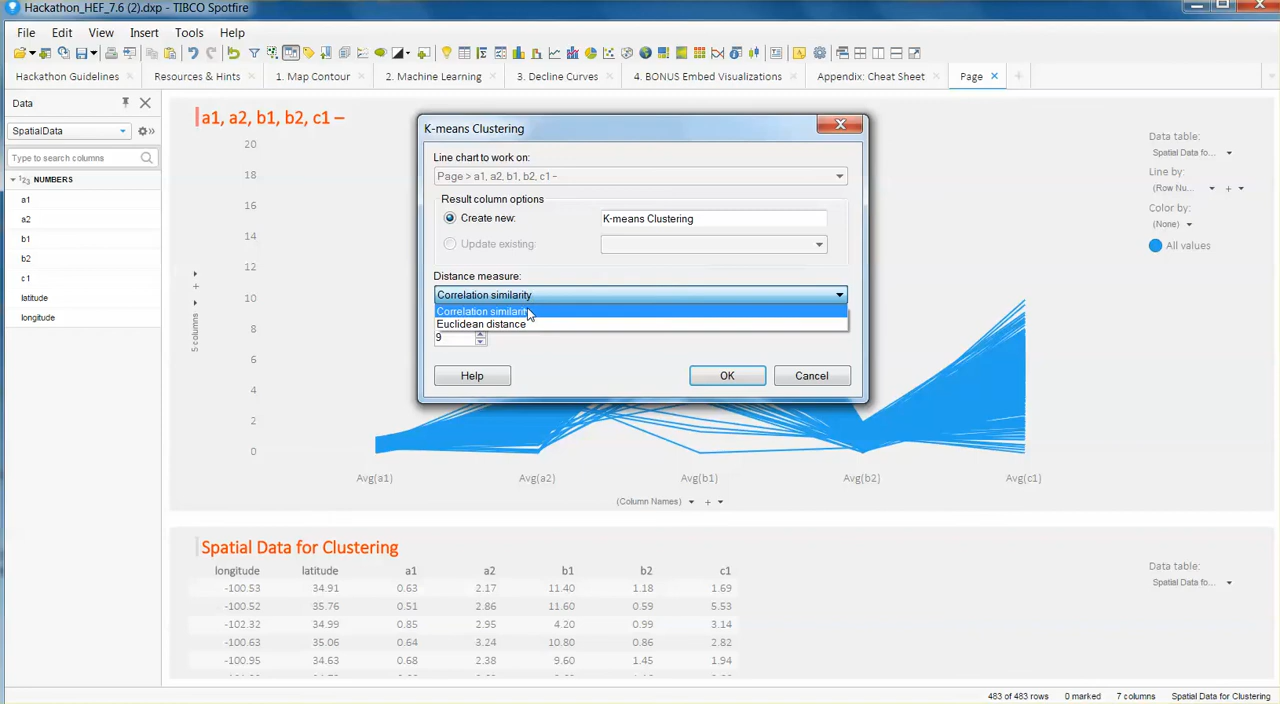 Hackathon_HEF_7.6 (2).dxp - TIBCO Spotfire
File Edit View Insert Tools Help
Hackathon Guidelines Resources & Hints 1. Map Contour 2. Machine Learning 3. Decline Curves 4. BONUS Embed Visualizations Appendix: Cheat Sheet Page
Data
SpatialData
Type to search columns
123 NUMBERS
a1
a2
b1
b2
c1
latitude
longitude
a1, a2, b1, b2, c1 –
20
18
16
14
12
10
8
6
4
2
0
5 columns
Avg(a1) Avg(a2) Avg(b1) Avg(b2) Avg(c1)
(Column Names)
Data table:
Spatial Data fo...
Line by:
(Row Nu...
Color by:
(None)
All values
K-means Clustering
Line chart to work on:
Page > a1, a2, b1, b2, c1 –
Result column options
Create new: K-means Clustering
Update existing:
Distance measure:
Correlation similarity
Correlation similarity
Euclidean distance
9
Help OK Cancel
Spatial Data for Clustering
longitude latitude a1 a2 b1 b2 c1
-100.53 34.91 0.63 2.17 11.40 1.18 1.69
-100.52 35.76 0.51 2.86 11.60 0.59 5.53
-102.32 34.99 0.85 2.95 4.20 0.99 3.14
-100.63 35.06 0.64 3.24 10.80 0.86 2.82
-100.95 34.63 0.68 2.38 9.60 1.45 1.94
Data table:
Spatial Data fo...
483 of 483 rows 0 marked 7 columns Spatial Data for Clustering